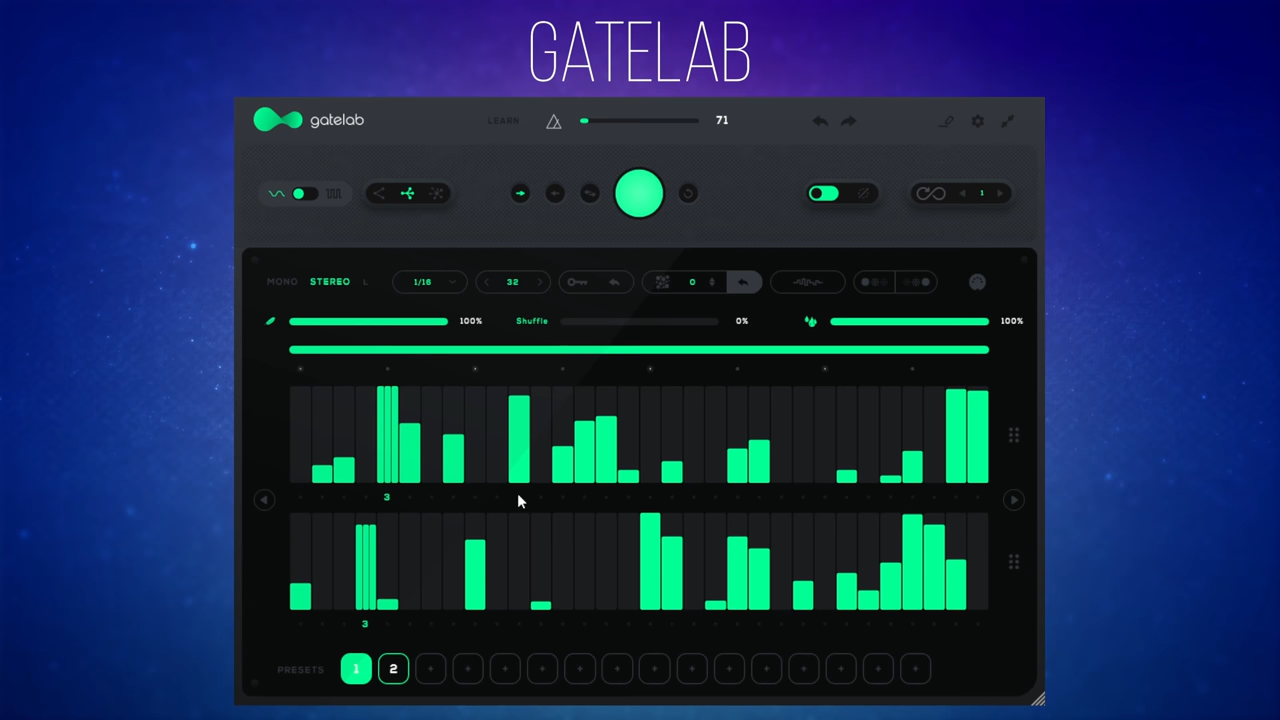 GATELAB
gatelab LEARN 71
1
MONO STEREO L 1/16 32 0
100% Shuffle 0% 100%
3
3
PRESETS 1 2 + + + + + + + + + + + + + +